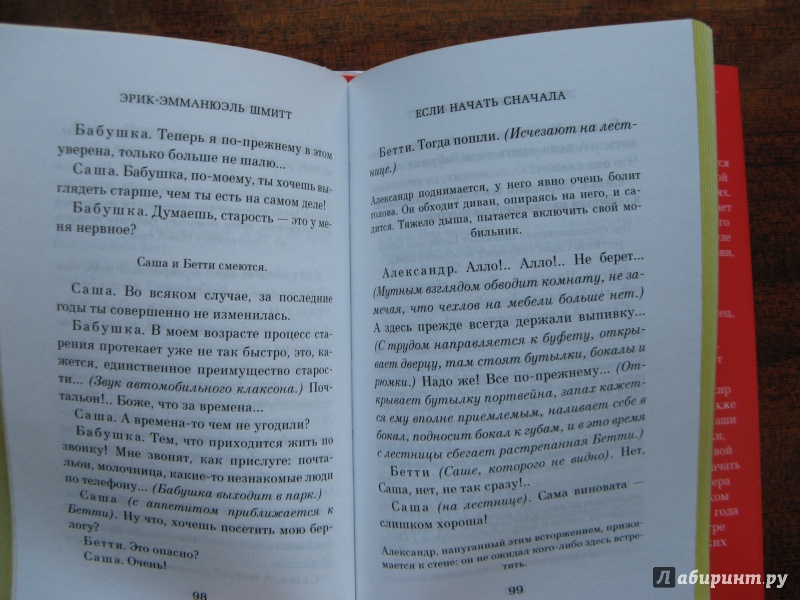 ЭРИК-ЭММАНЮЭЛЬ ШМИТТ
Бабушка. Теперь я по-прежнему в этом
уверена, только больше не шалю...
Саша. Бабушка, по-моему, ты хочешь вы-
глядеть старше, чем ты есть на самом деле!
Бабушка. Думаешь, старость — это у ме-
ня нервное?
Саша и Бетти смеются.
Саша. Во всяком случае, за последние
годы ты совершенно не изменилась.
Бабушка. В моем возрасте процесс ста-
рения протекает уже не так быстро, это, ка-
жется, единственное преимущество старос-
ти... (Звук автомобильного клаксона.) Поч-
тальон!.. Боже, что за времена...
Саша. А времена-то чем не угодили?
Бабушка. Тем, что приходится жить по
звонку! Мне звонят, как прислуге: почта-
льон, молочница, какие-то незнакомые люди
по телефону... (Бабушка выходит в парк.)
Саша (с аппетитом приближается к
Бетти). Ну что, хочешь посетить мою бер-
логу?
Бетти. Это опасно?
Саша. Очень!
98
ЕСЛИ НАЧАТЬ СНАЧАЛА
Бетти. Тогда пошли. (Исчезают на лест-
нице.)
Александр поднимается, у него явно очень болит
голова. Он обходит диван, опираясь на него, и са-
дится. Тяжело дыша, пытается включить свой мо-
бильник.
Александр. Алло!.. Алло!.. Не берет...
(Мутным взглядом обводит комнату, не за-
мечая, что чехлов на мебели больше нет.)
А здесь прежде всегда держали выпивку...
(С трудом направляется к буфету, откры-
вает дверцу, там стоят бутылки, бокалы и
рюмки.) Надо же! Все по-прежнему... (От-
крывает бутылку портвейна, запах кажет-
ся ему вполне приемлемым, наливает себе в
бокал, подносит бокал к губам, и в это время
с лестницы сбегает растрепанная Бетти.)
Бетти (Саше, которого не видно). Нет,
Саша, нет, не так сразу!..
Саша (на лестнице). Сама виновата —
слишком хороша!
Александр, напуганный этим вторжением, прижи-
мается к стене: он не ожидал кого-либо здесь встре-
тить.
99
Лабиринт.ру